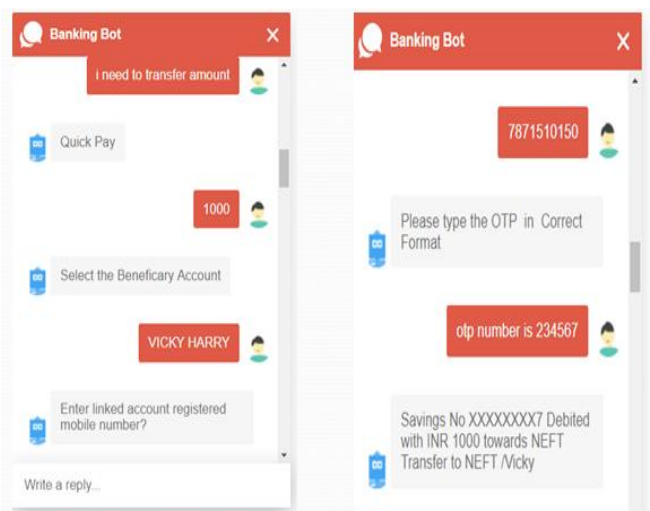 Banking Bot
X
i need to transfer amount
Quick Pay
1000
Select the Beneficary Account
VICKY HARRY
Enter linked account registered
mobile number?
Write a reply...
Banking Bot
X
7871510150
Please type the OTP in Correct
Format
otp number is 234567
Savings No XXXXXXXX7 Debited
with INR 1000 towards NEFT
Transfer to NEFT /Vicky